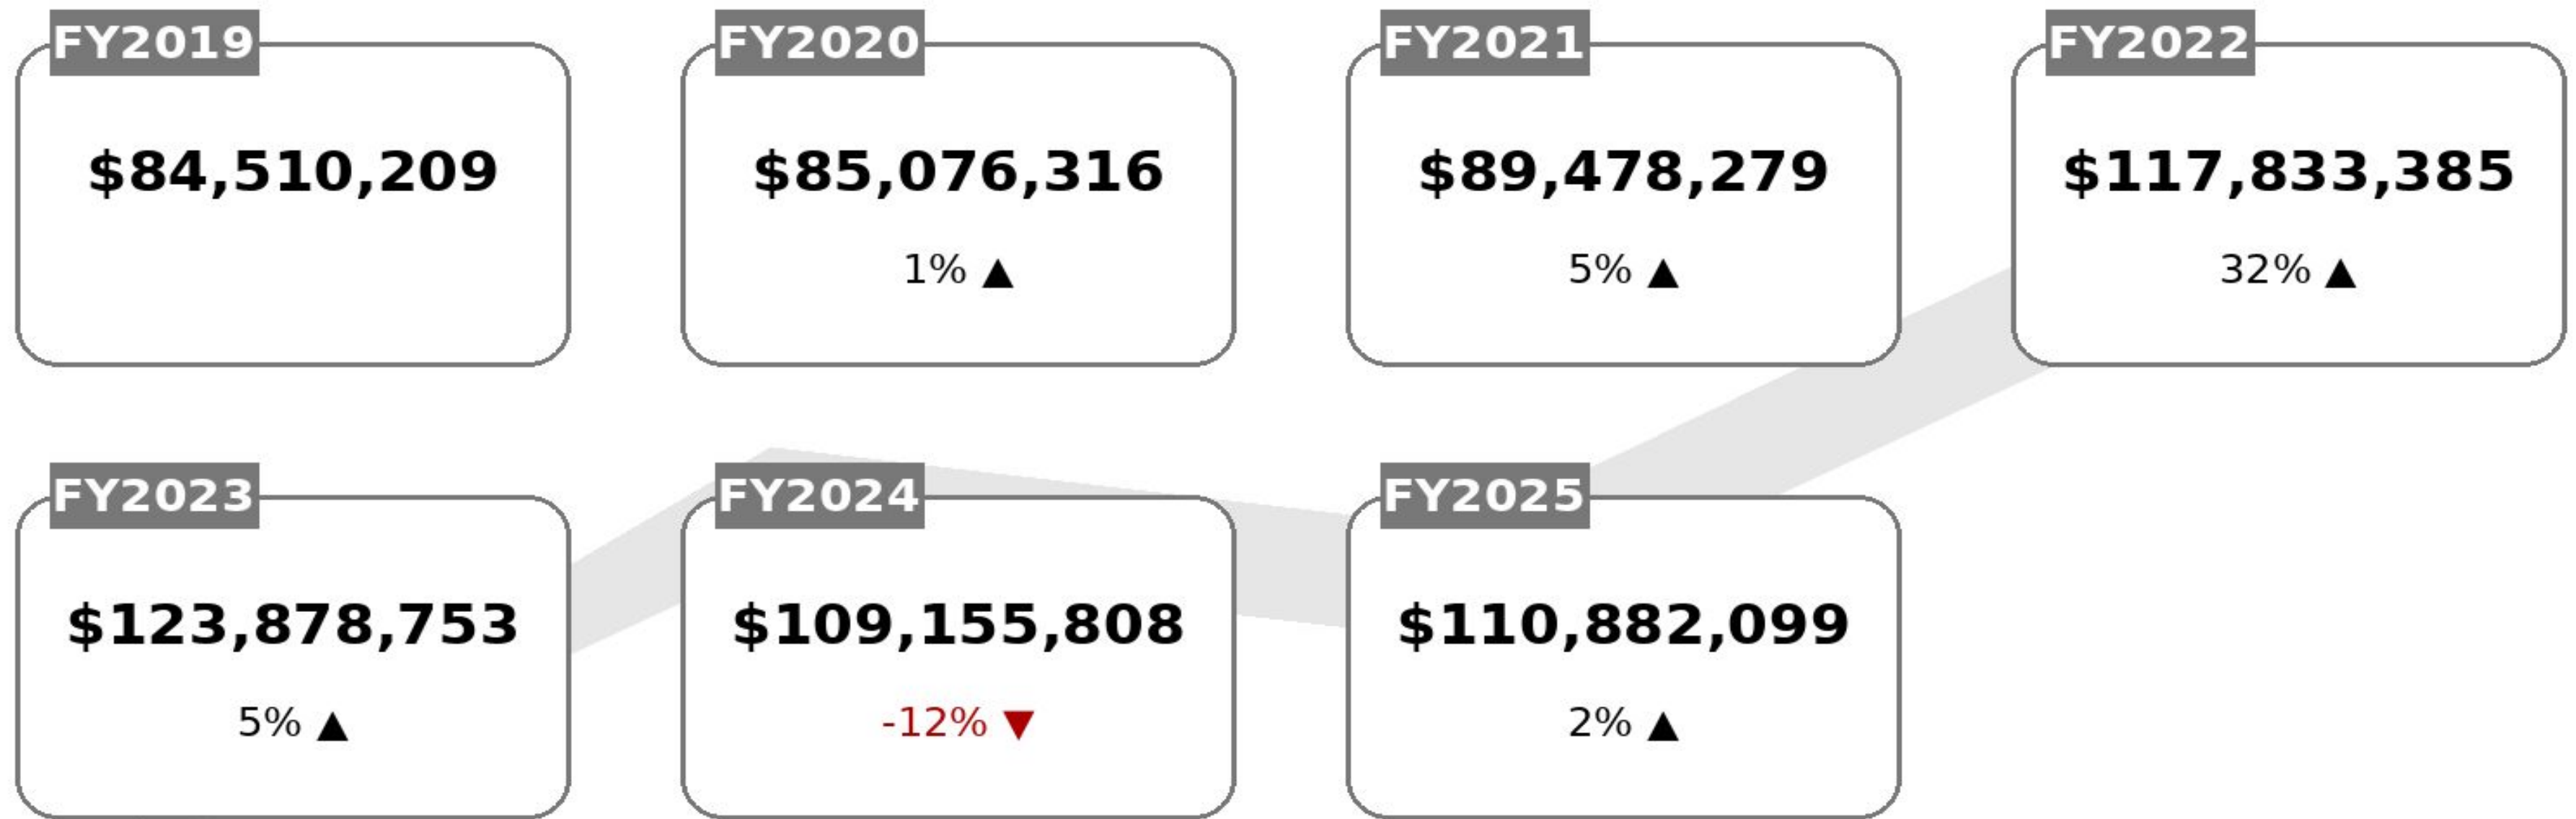 FY2019
$84,510,209
FY2020
$85,076,316
1% ▲
FY2021
$89,478,279
5% ▲
FY2022
$117,833,385
32% ▲
FY2023
$123,878,753
5% ▲
FY2024
$109,155,808
-12% ▼
FY2025
$110,882,099
2% ▲